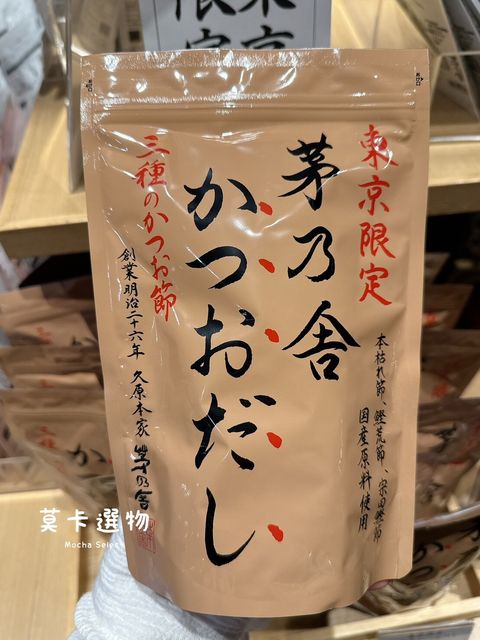 東京限定
茅乃舎
かつおだし
三種のかつお節
本枯れ節、鰹荒節、宗田鰹節
国産原料使用
創業明治二十六年 久原本家 茅乃舎
莫卡選物
Mocha Select